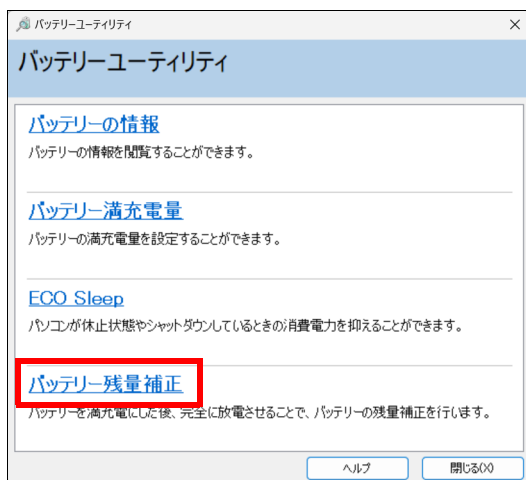 バッテリーユーティリティ
バッテリーユーティリティ
バッテリーの情報
バッテリーの情報を閲覧することができます。
バッテリー満充電量
バッテリーの満充電量を設定することができます。
ECO Sleep
パソコンが休止状態やシャットダウンしているときの消費電力を抑えることができます。
バッテリー残量補正
バッテリーを満充電にした後、完全に放電させることで、バッテリーの残量補正を行います。
ヘルプ
閉じる(X)